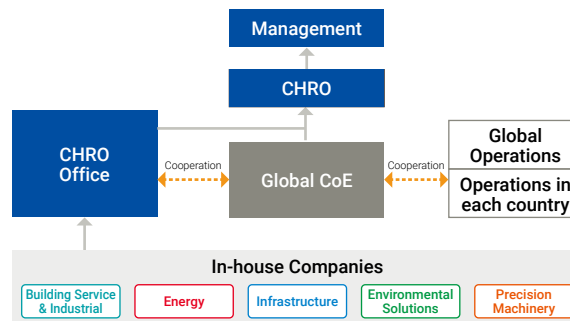 Management
CHRO
CHRO
Office
Cooperation
Global CoE
Cooperation
Global
Operations
Operations in
each country
In-house Companies
Building Service
& Industrial
Energy
Infrastructure
Environmental
Solutions
Precision
Machinery